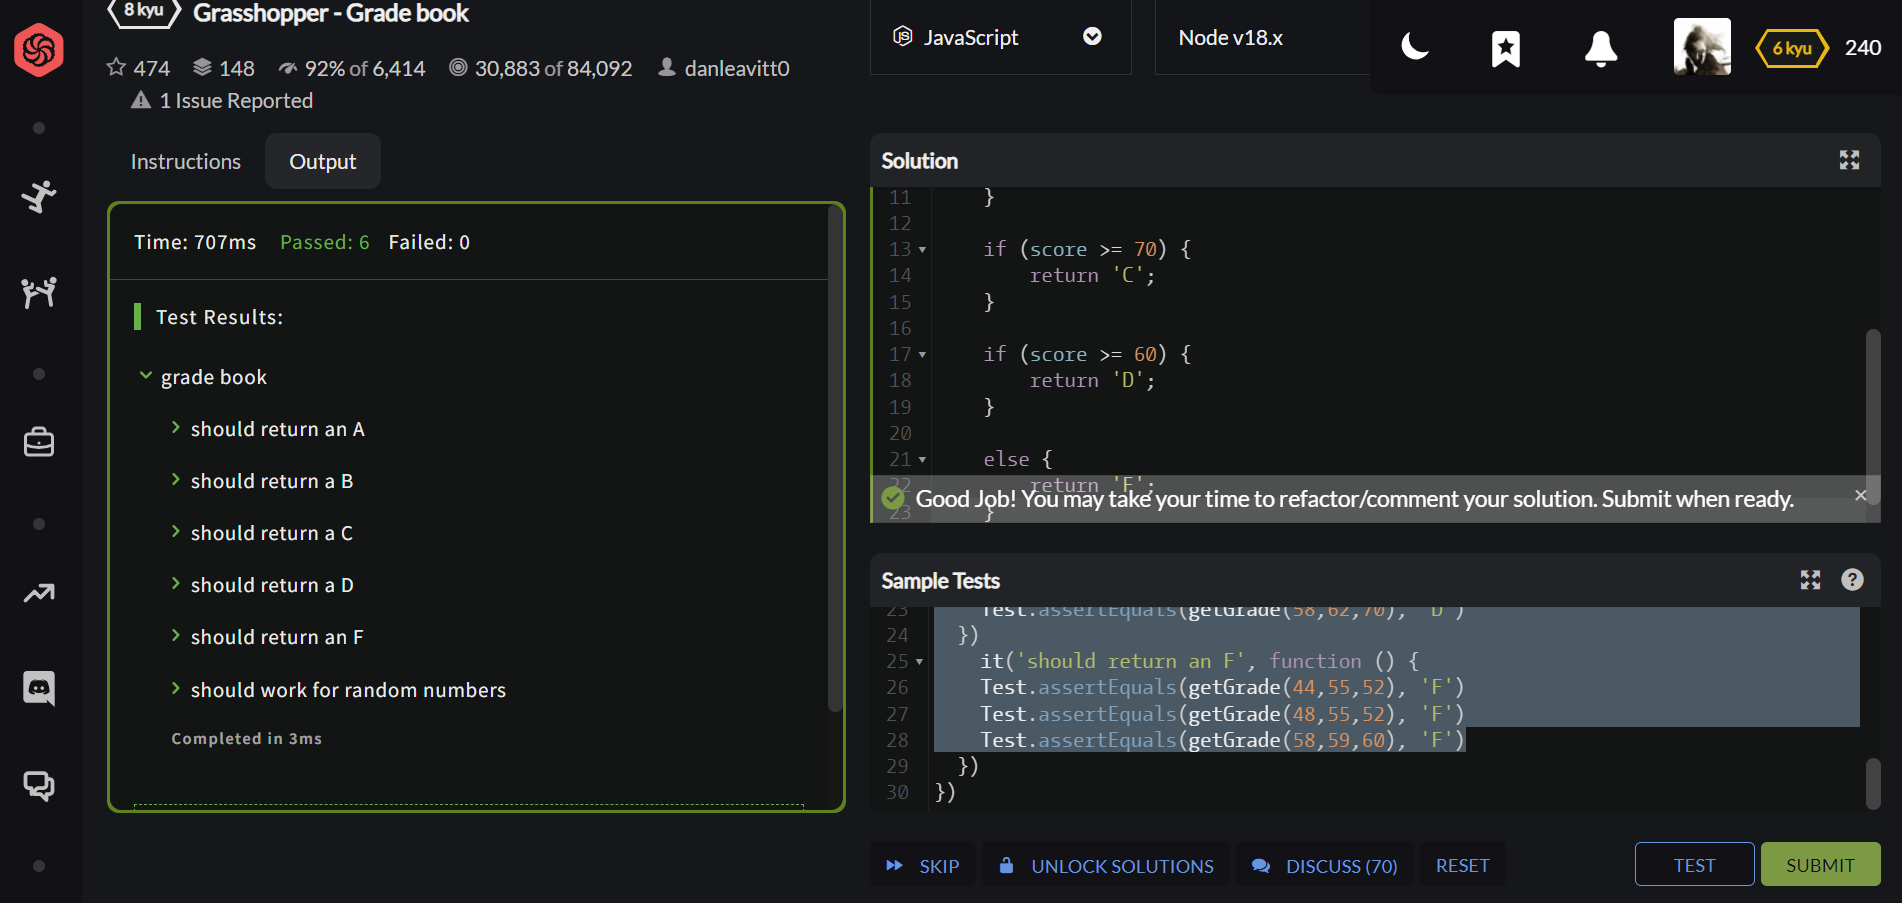 8 kyu Grasshopper - Grade book
474 148 92% of 6,414 30,883 of 84,092 danleavitt0
1 Issue Reported
JavaScript
Node v18.x
6 kyu 240
Instructions
Output
Time: 707ms Passed: 6 Failed: 0
Test Results:
grade book
should return an A
should return a B
should return a C
should return a D
should return an F
should work for random numbers
Completed in 3ms
Solution
11 }
12
13 if (score >= 70) {
14 return 'C';
15 }
16
17 if (score >= 60) {
18 return 'D';
19 }
20
21 else {
22 return 'F';
23 }
Good Job! You may take your time to refactor/comment your solution. Submit when ready.
Sample Tests
23 Test.assertEquals(getGrade(58,62,70), 'D')
24 })
25 it('should return an F', function () {
26 Test.assertEquals(getGrade(44,55,52), 'F')
27 Test.assertEquals(getGrade(48,55,52), 'F')
28 Test.assertEquals(getGrade(58,59,60), 'F')
29 })
30 })
SKIP
UNLOCK SOLUTIONS
DISCUSS (70)
RESET
TEST
SUBMIT